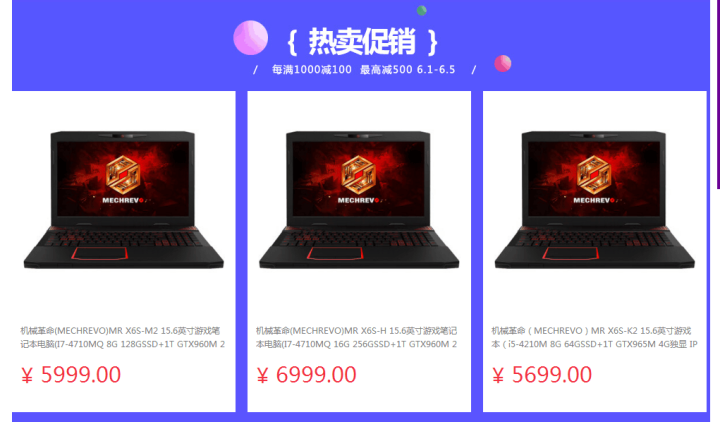 { 热卖促销 }
/ 每满1000减100 最高减500 6.1-6.5 /
MECHREVO
MECHREVO
MECHREVO
机械革命(MECHREVO)MR X6S-M2 15.6英寸游戏笔
记本电脑(I7-4710MQ 8G 128GSSD+1T GTX960M 2
¥ 5999.00
机械革命(MECHREVO)MR X6S-H 15.6英寸游戏笔记
本电脑(I7-4710MQ 16G 256GSSD+1T GTX960M 2
¥ 6999.00
机械革命（MECHREVO）MR X6S-K2 15.6英寸游戏
本（i5-4210M 8G 64GSSD+1T GTX965M 4G独显 IP
¥ 5699.00